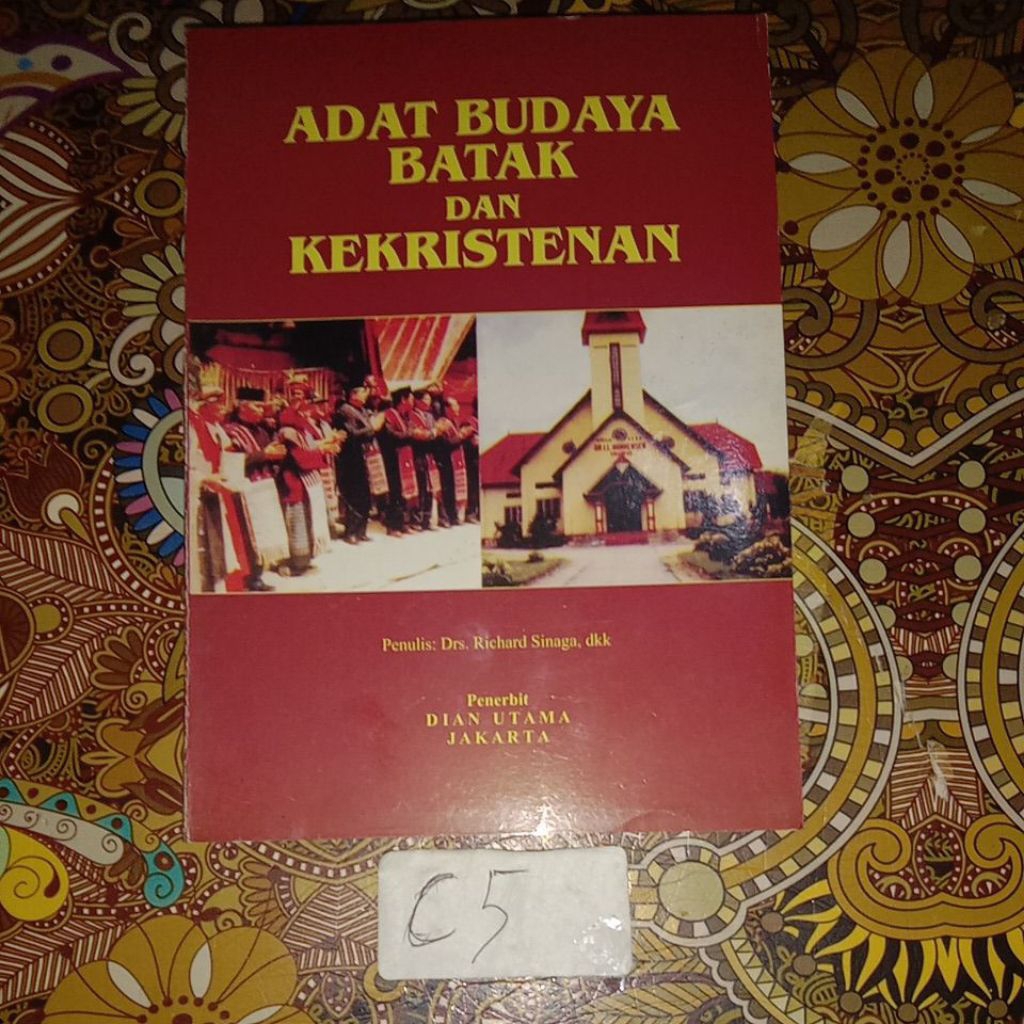 ADAT BUDAYA
BATAK
DAN
KEKRISTENAN
Penulis: Drs. Richard Sinaga, dkk
Penerbit
DIAN UTAMA
JAKARTA
C5